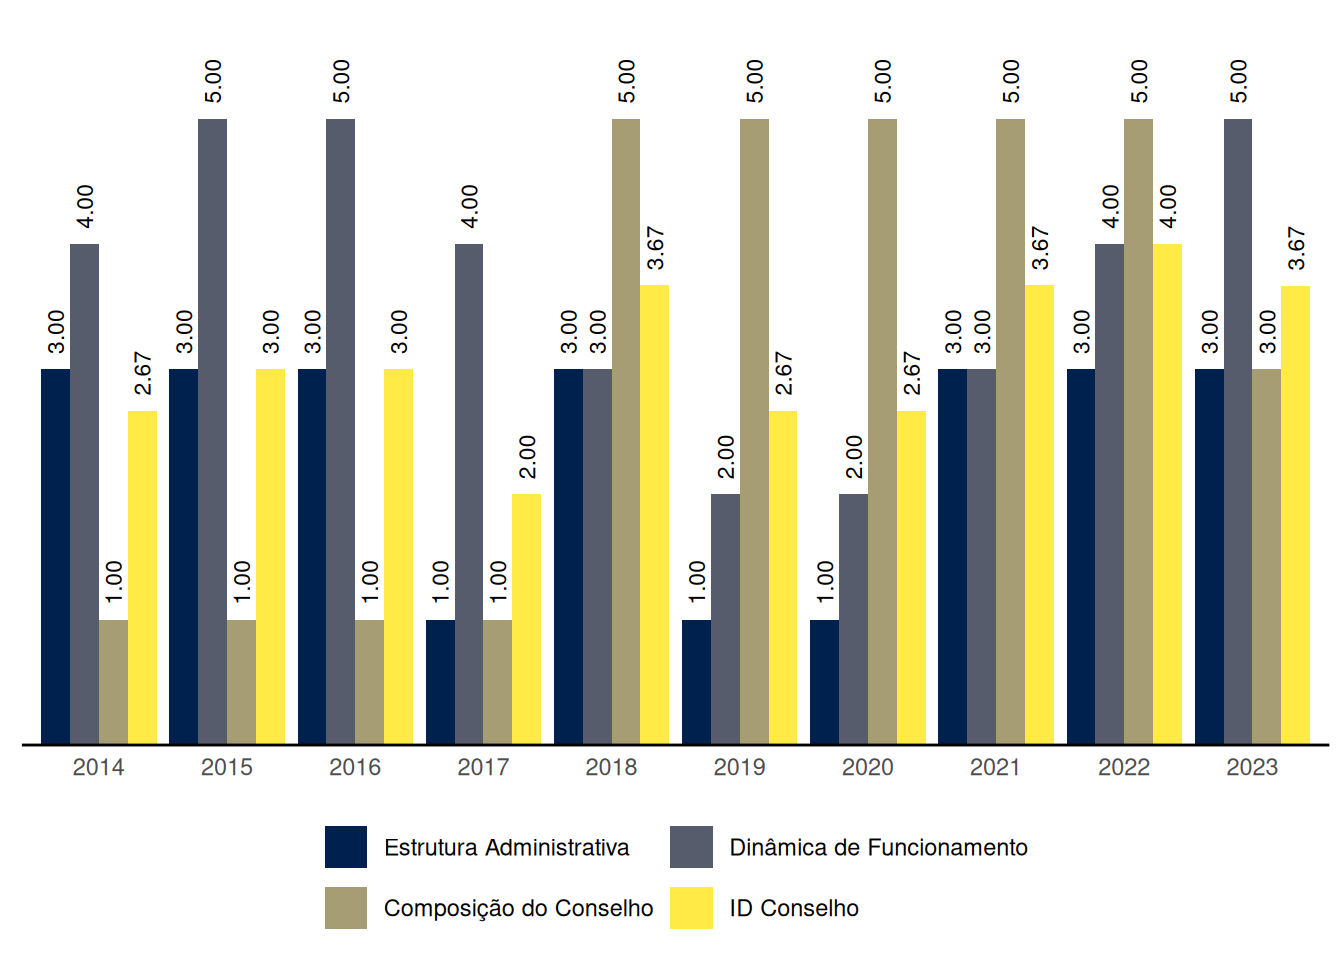 3.00 4.00 1.00 2.67 3.00 5.00 1.00 3.00 3.00 5.00 1.00 3.00 1.00 4.00 1.00 2.00 3.00 3.00 5.00 3.67 1.00 2.00 5.00 2.67 1.00 2.00 5.00 2.67 3.00 3.00 5.00 3.67 3.00 4.00 5.00 4.00 3.00 5.00 3.00 3.67
2014 2015 2016 2017 2018 2019 2020 2021 2022 2023
Estrutura Administrativa Dinâmica de Funcionamento
Composição do Conselho ID Conselho